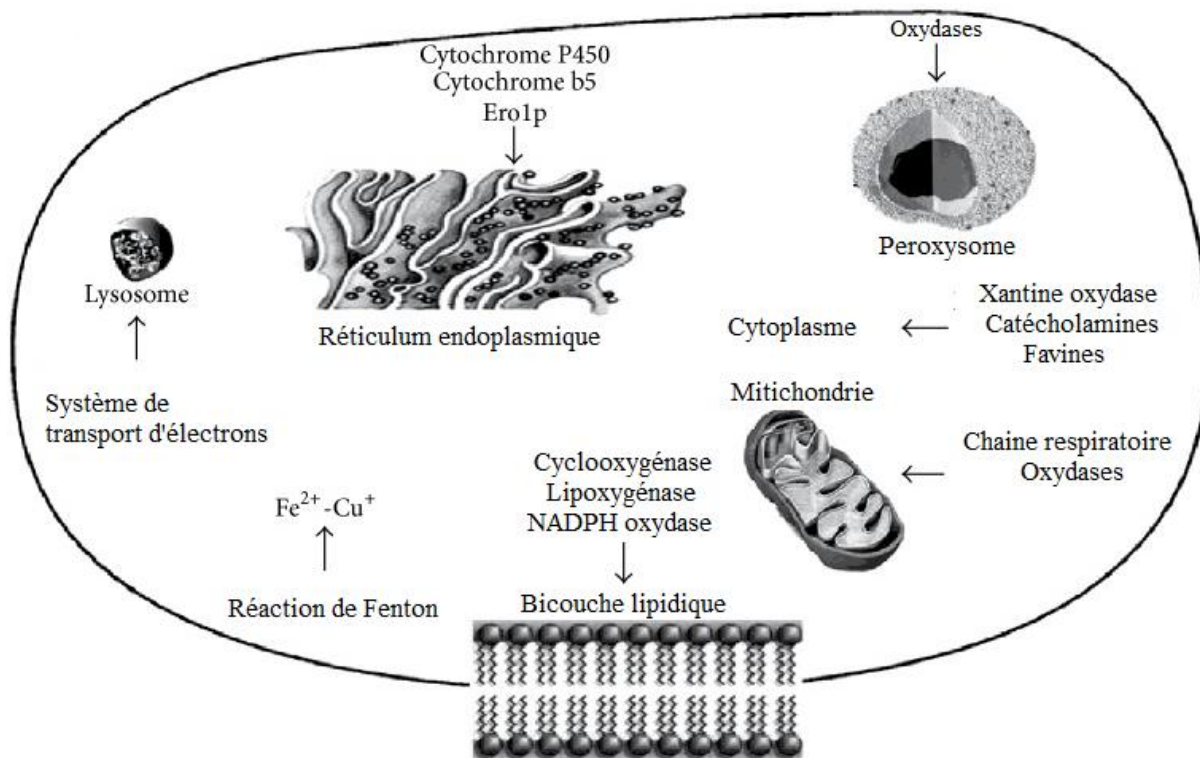 Cytochrome P450
Cytochrome b5
Ero1p
Oxydases
Peroxysome
Lysosome
Réticulum endoplasmique
Xantine oxydase
Catécholamines
Favines
Cytoplasme
Mitichondrie
Système de
transport d'électrons
Chaine respiratoire
Oxydases
Cyclooxygénase
Lipoxygénase
NADPH oxydase
Fe²⁺-Cu⁺
Réaction de Fenton
Bicouche lipidique